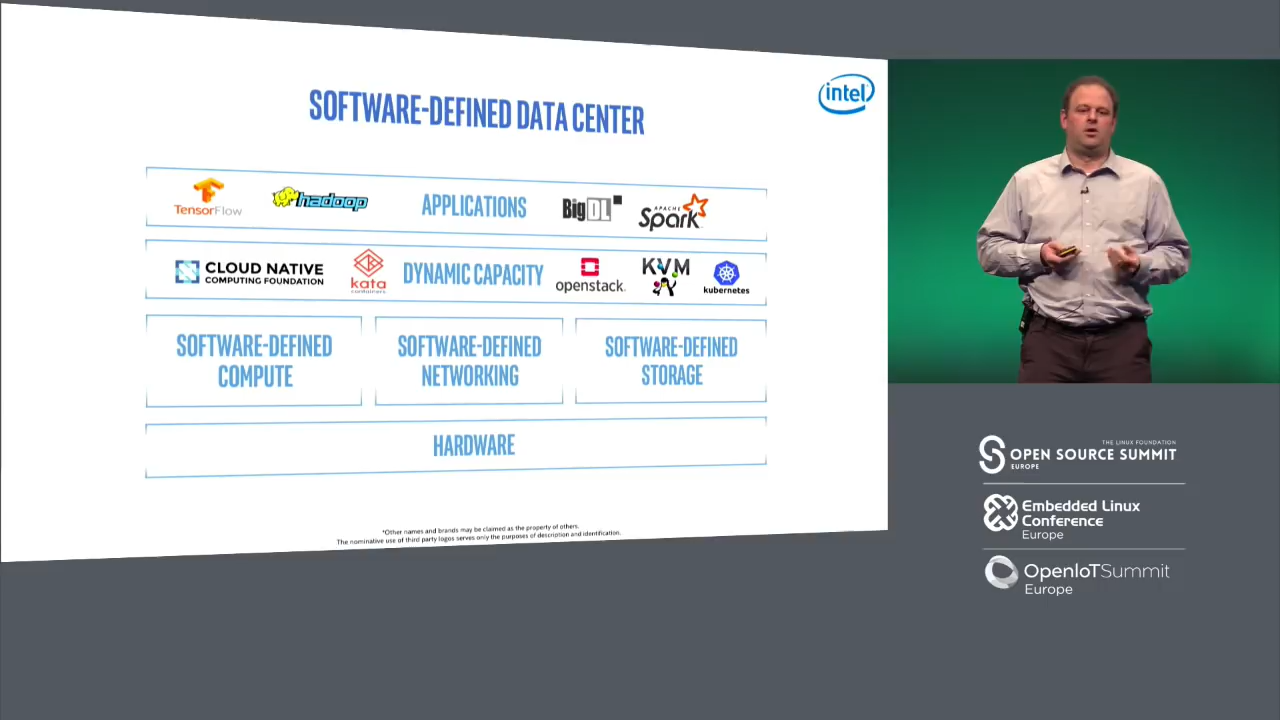 SOFTWARE-DEFINED DATA CENTER
intel
TensorFlow
hadoop
APPLICATIONS
BigDL
APACHE
Spark
CLOUD NATIVE
COMPUTING FOUNDATION
kata
containers
DYNAMIC CAPACITY
openstack.
KVM
kubernetes
SOFTWARE-DEFINED
COMPUTE
SOFTWARE-DEFINED
NETWORKING
SOFTWARE-DEFINED
STORAGE
HARDWARE
*Other names and brands may be claimed as the property of others.
The nominative use of third party logos serves only the purposes of description and identification.
THE LINUX FOUNDATION
OPEN SOURCE SUMMIT
EUROPE
Embedded Linux
Conference
Europe
OpenIoTSummit
Europe